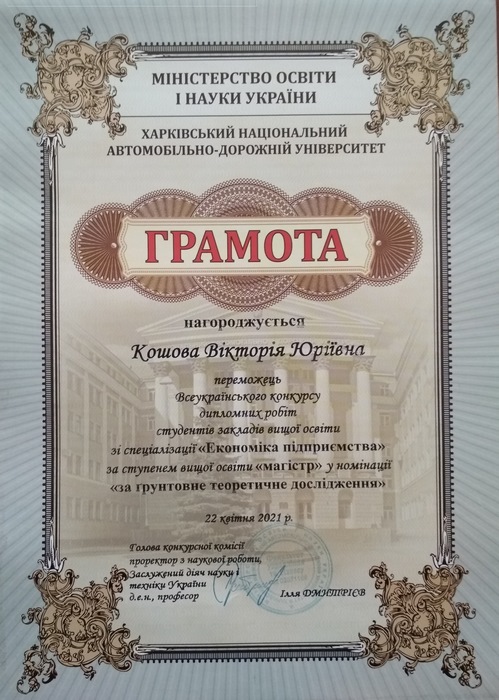 МІНІСТЕРСТВО ОСВІТИ
І НАУКИ УКРАЇНИ
ХАРКІВСЬКИЙ НАЦІОНАЛЬНИЙ
АВТОМОБІЛЬНО-ДОРОЖНІЙ УНІВЕРСИТЕТ
ГРАМОТА
нагороджується
Кошова Вікторія Юріївна
переможець
Всеукраїнського конкурсу
дипломних робіт
студентів закладів вищої освіти
зі спеціалізації «Економіка підприємства»
за ступенем вищої освіти «магістр» у номінації
«за ґрунтовне теоретичне дослідження»
22 квітня 2021 р.
Голова конкурсної комісії
проректор з наукової роботи,
Заслужений діяч науки і
техніки України
д.е.н., професор
Ілля ДМИТРІЄВ